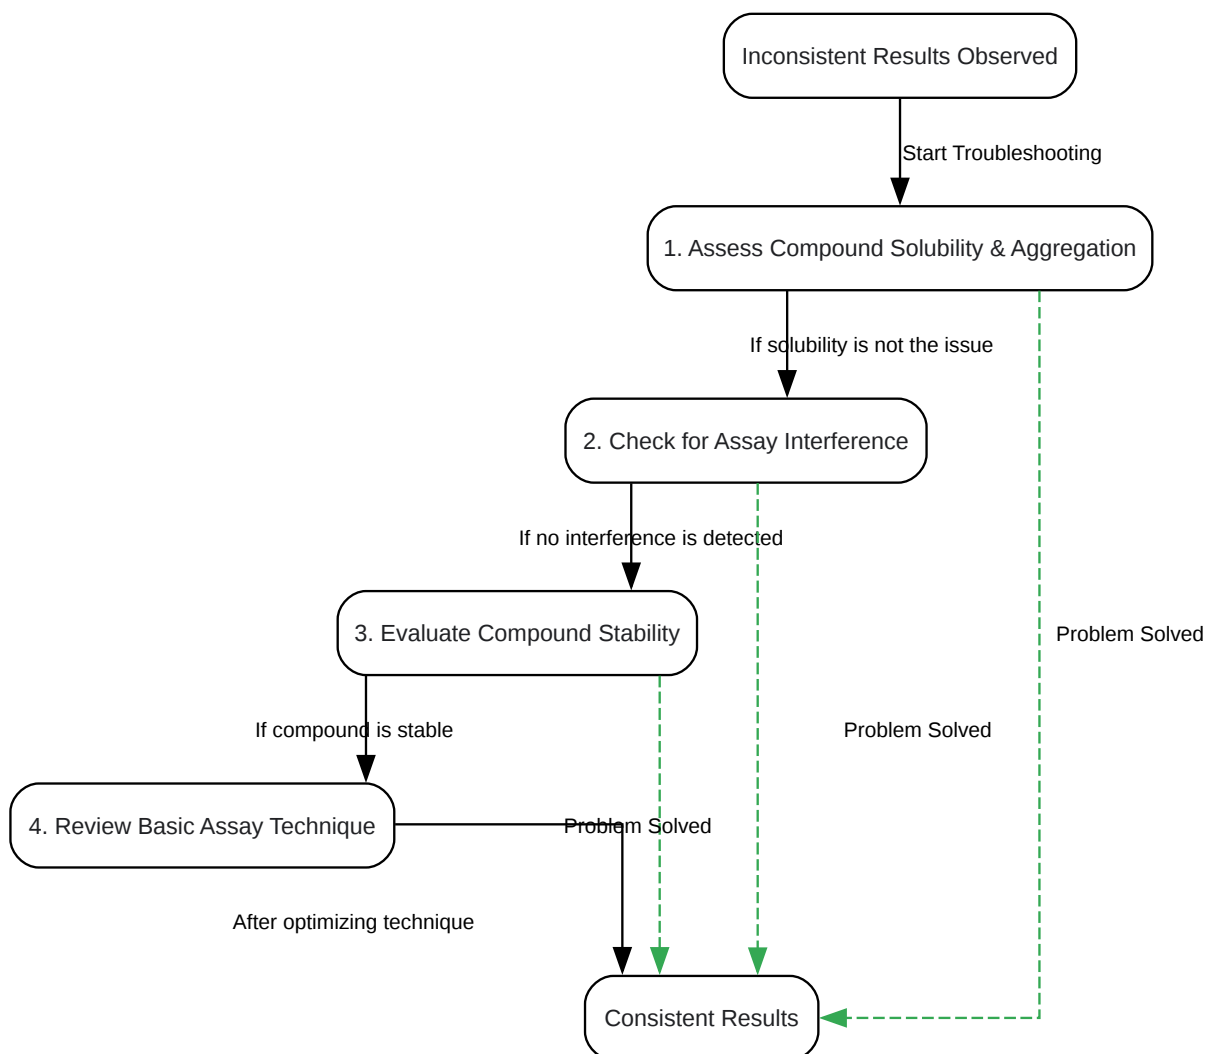 Inconsistent Results Observed
Start Troubleshooting
1. Assess Compound Solubility & Aggregation
If solubility is not the issue
2. Check for Assay Interference
If no interference is detected
3. Evaluate Compound Stability
Problem Solved
If compound is stable
Problem Solved
4. Review Basic Assay Technique
Problem Solved
After optimizing technique
Consistent Results